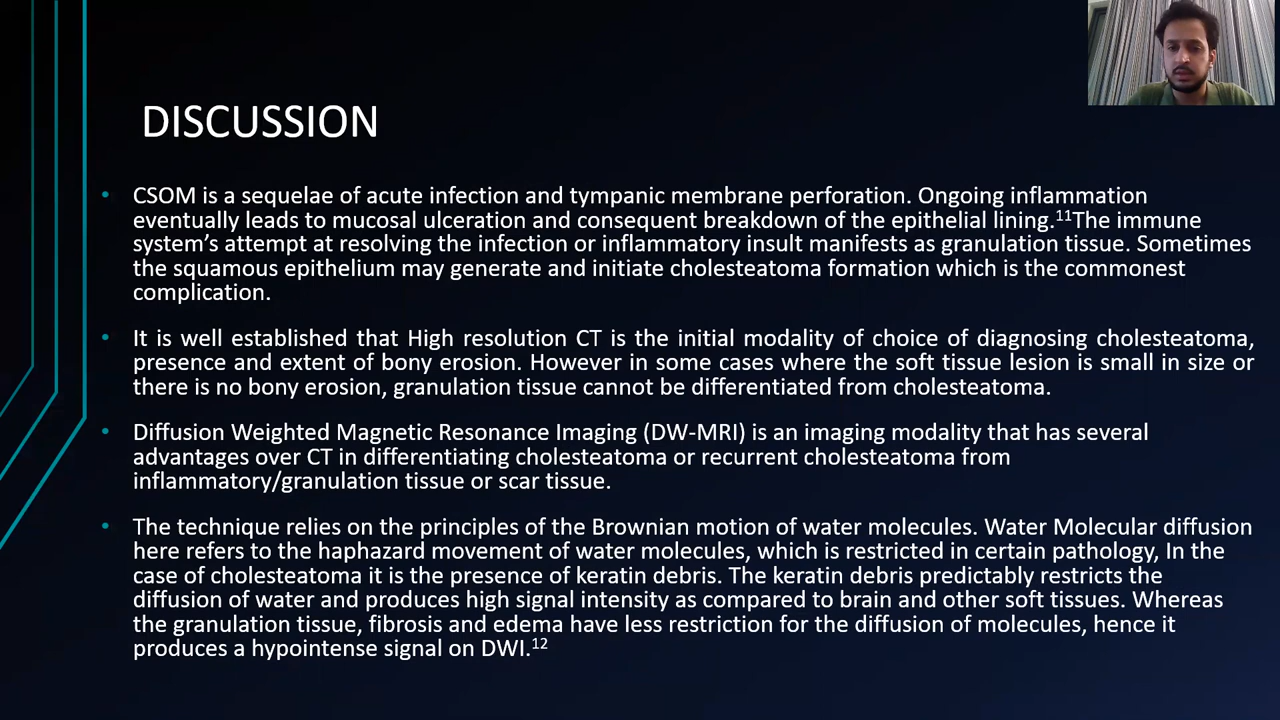 DISCUSSION
• CSOM is a sequelae of acute infection and tympanic membrane perforation. Ongoing inflammation
eventually leads to mucosal ulceration and consequent breakdown of the epithelial lining.¹¹The immune
system’s attempt at resolving the infection or inflammatory insult manifests as granulation tissue. Sometimes
the squamous epithelium may generate and initiate cholesteatoma formation which is the commonest
complication.
• It is well established that High resolution CT is the initial modality of choice of diagnosing cholesteatoma,
presence and extent of bony erosion. However in some cases where the soft tissue lesion is small in size or
there is no bony erosion, granulation tissue cannot be differentiated from cholesteatoma.
• Diffusion Weighted Magnetic Resonance Imaging (DW-MRI) is an imaging modality that has several
advantages over CT in differentiating cholesteatoma or recurrent cholesteatoma from
inflammatory/granulation tissue or scar tissue.
• The technique relies on the principles of the Brownian motion of water molecules. Water Molecular diffusion
here refers to the haphazard movement of water molecules, which is restricted in certain pathology, In the
case of cholesteatoma it is the presence of keratin debris. The keratin debris predictably restricts the
diffusion of water and produces high signal intensity as compared to brain and other soft tissues. Whereas
the granulation tissue, fibrosis and edema have less restriction for the diffusion of molecules, hence it
produces a hypointense signal on DWI.¹²